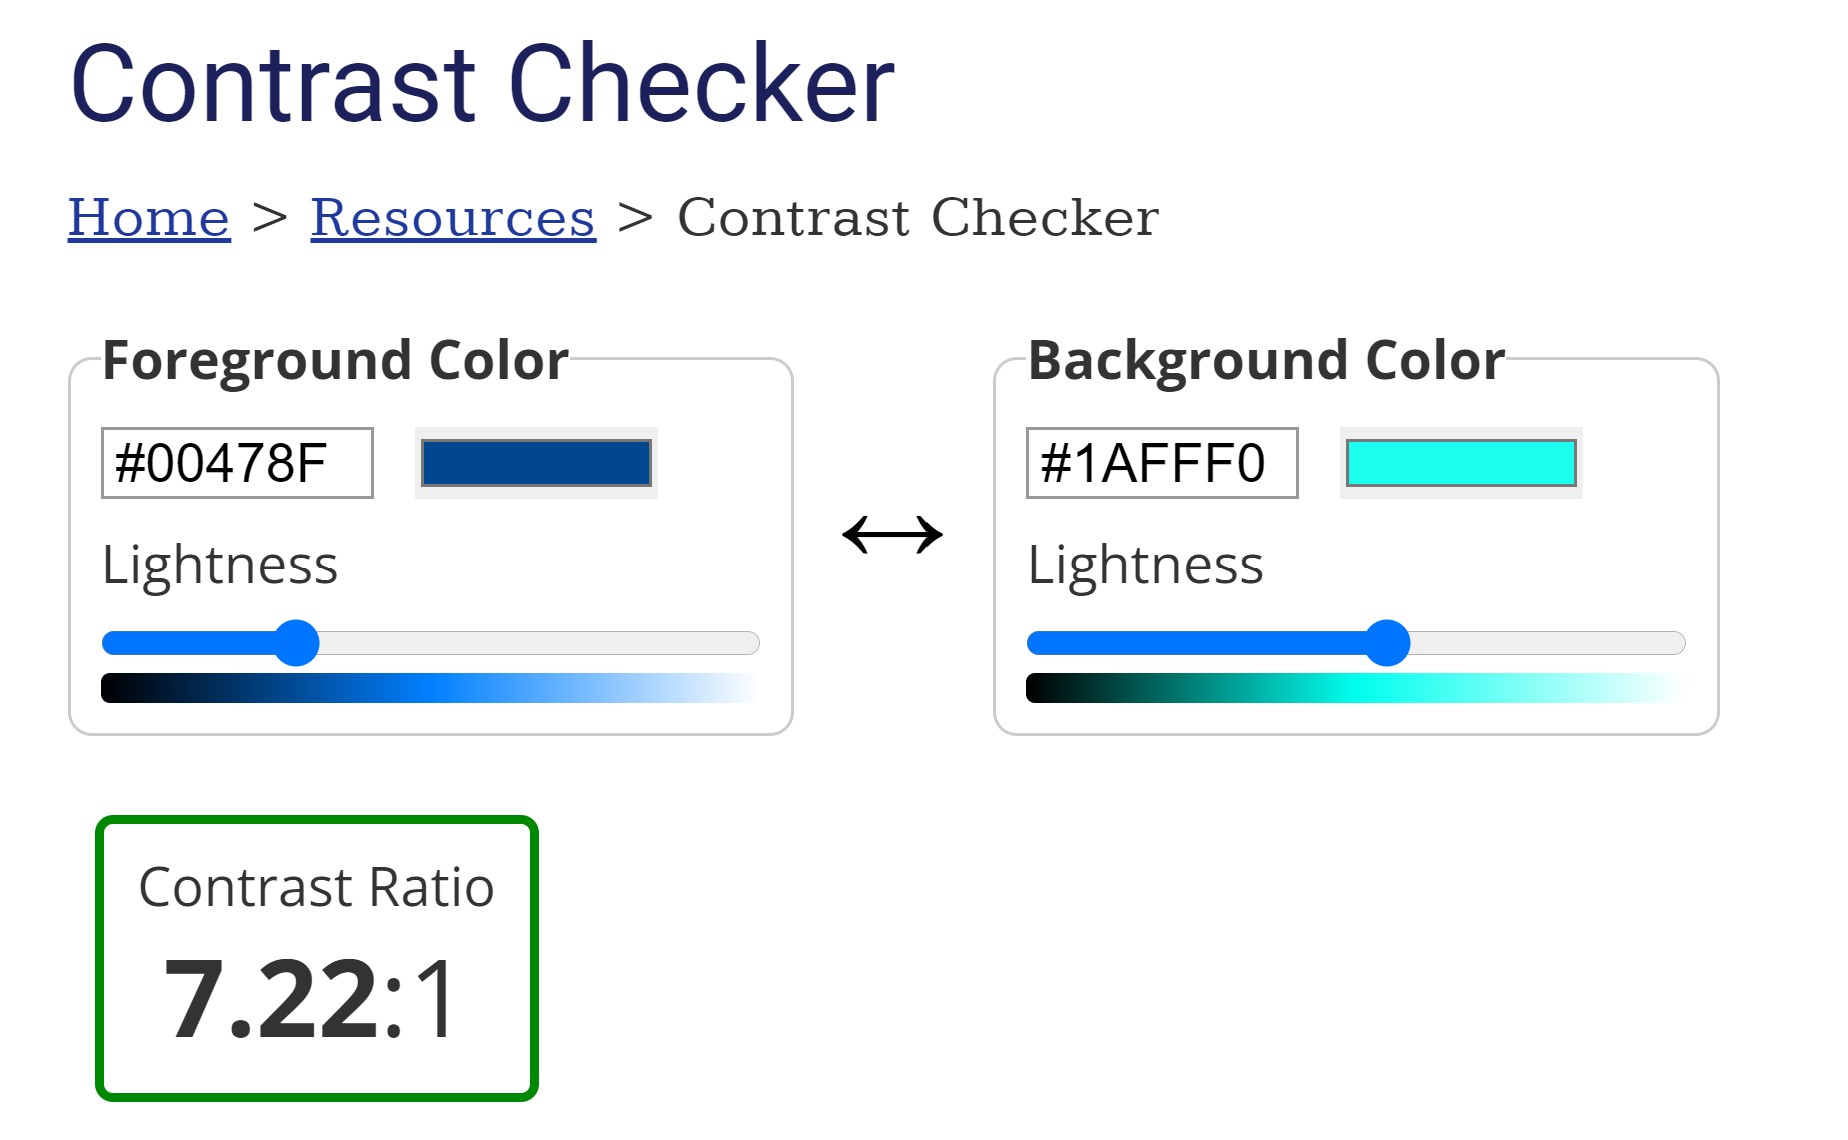 Contrast Checker
Home > Resources > Contrast Checker
Foreground Color
#00478F
Lightness
Background Color
#1AFFF0
Lightness
Contrast Ratio
7.22:1